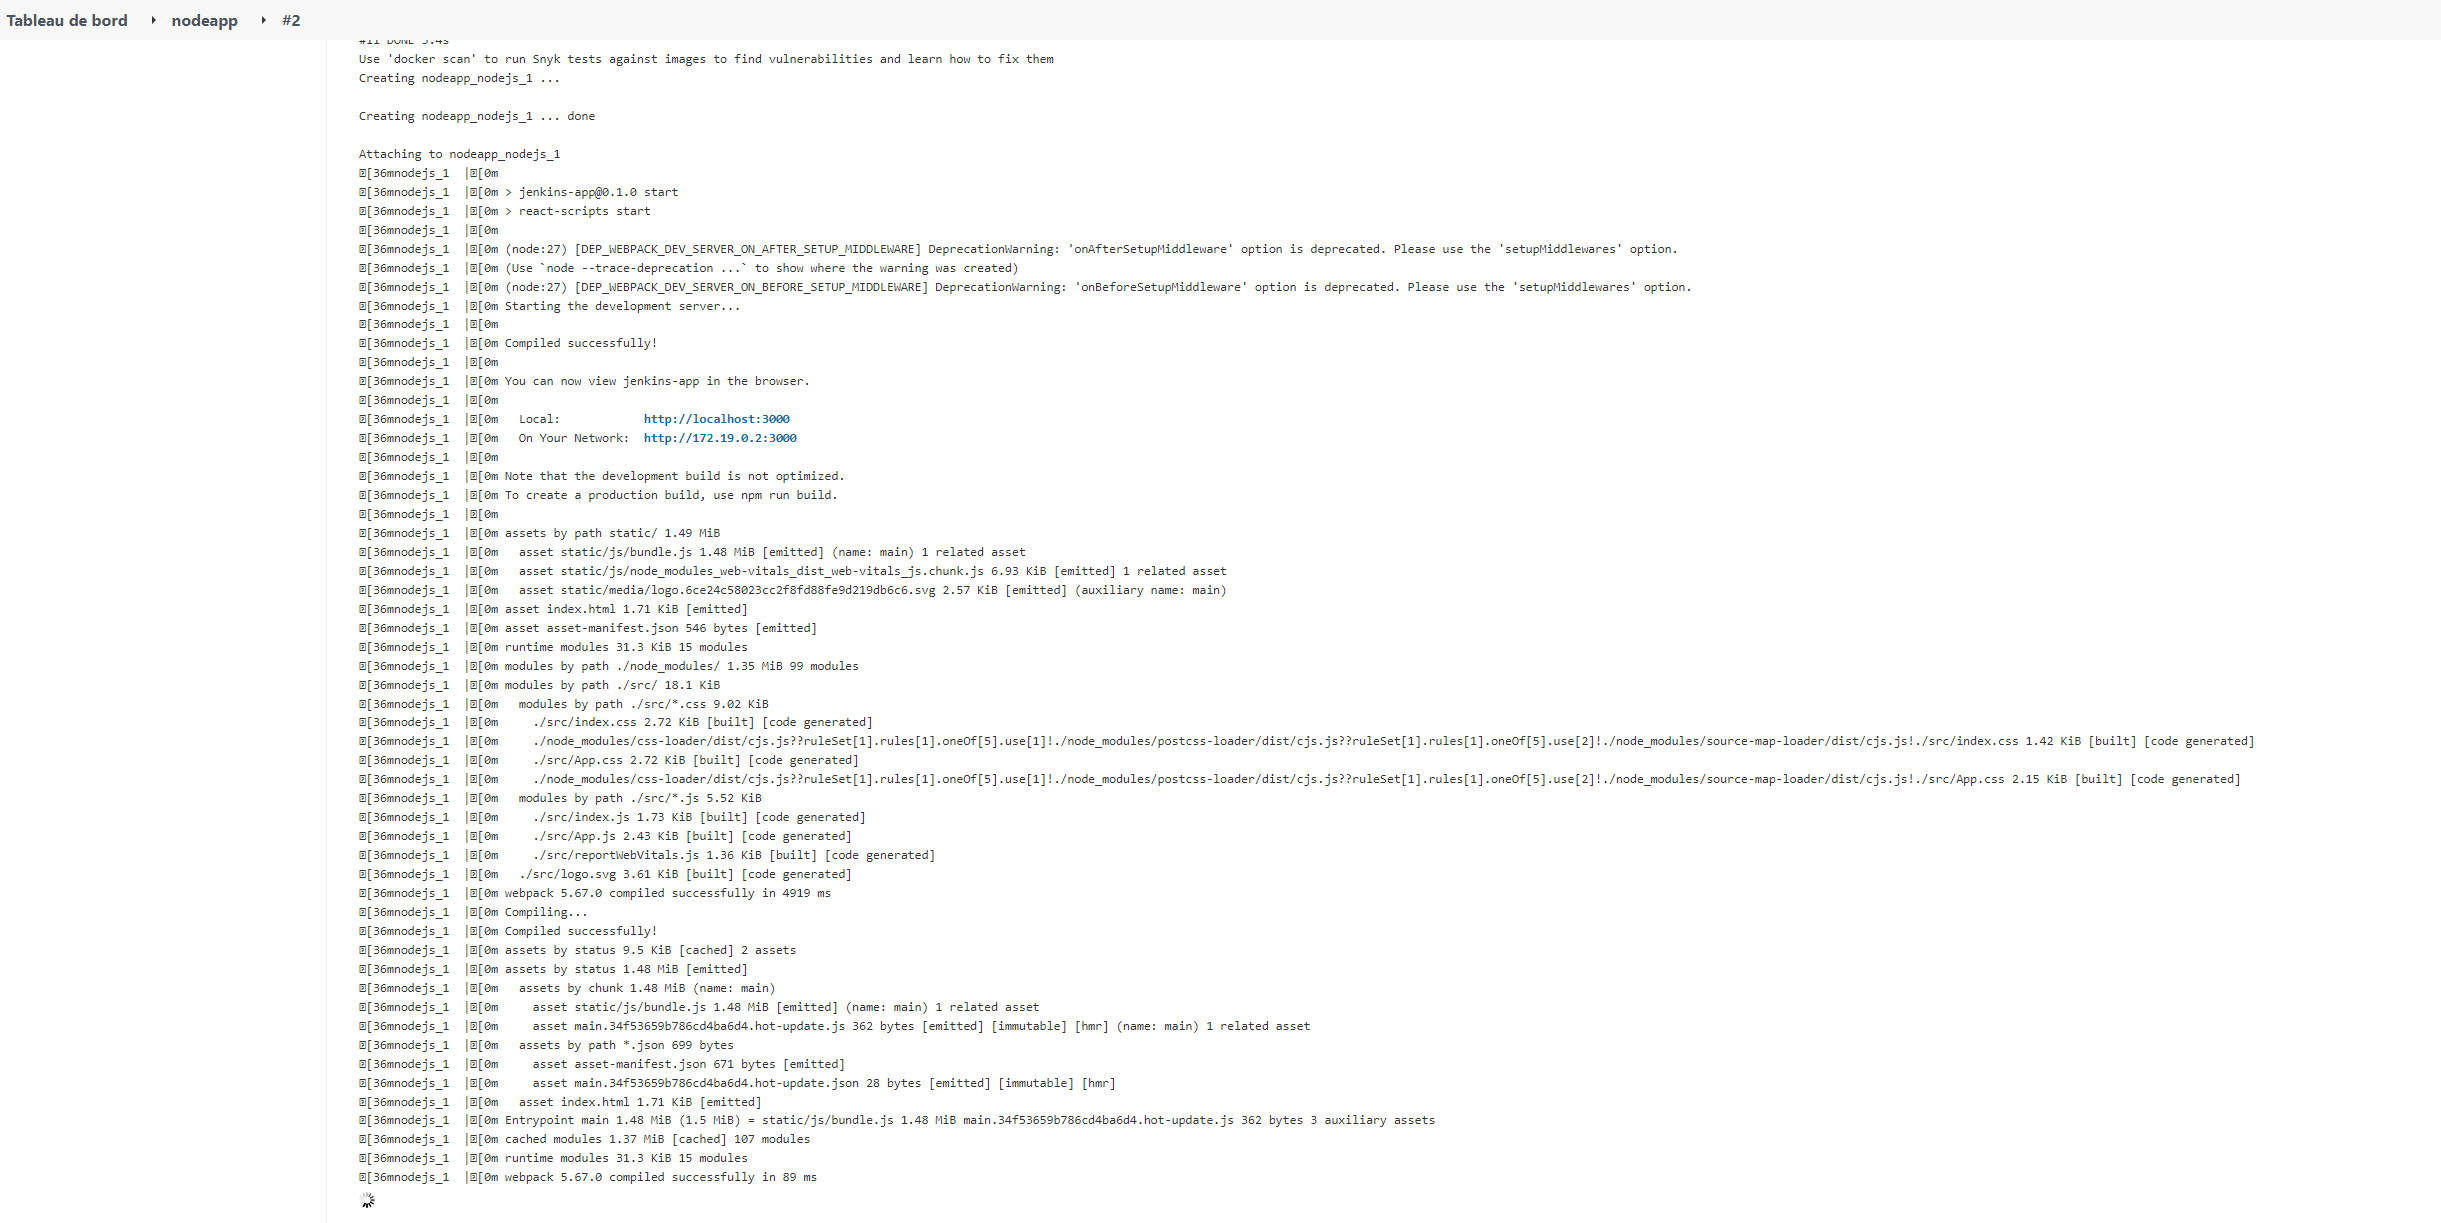 Tableau de bord nodeapp #2
#11 DONE 5.4s
Use 'docker scan' to run Snyk tests against images to find vulnerabilities and learn how to fix them
Creating nodeapp_nodejs_1 ...
Creating nodeapp_nodejs_1 ... done
Attaching to nodeapp_nodejs_1
[36mnodejs_1  |[0m
[36mnodejs_1  |[0m > jenkins-app@0.1.0 start
[36mnodejs_1  |[0m > react-scripts start
[36mnodejs_1  |[0m
[36mnodejs_1  |[0m (node:27) [DEP_WEBPACK_DEV_SERVER_ON_AFTER_SETUP_MIDDLEWARE] DeprecationWarning: 'onAfterSetupMiddleware' option is deprecated. Please use the 'setupMiddlewares' option.
[36mnodejs_1  |[0m (Use `node --trace-deprecation ...` to show where the warning was created)
[36mnodejs_1  |[0m (node:27) [DEP_WEBPACK_DEV_SERVER_ON_BEFORE_SETUP_MIDDLEWARE] DeprecationWarning: 'onBeforeSetupMiddleware' option is deprecated. Please use the 'setupMiddlewares' option.
[36mnodejs_1  |[0m Starting the development server...
[36mnodejs_1  |[0m
[36mnodejs_1  |[0m Compiled successfully!
[36mnodejs_1  |[0m
[36mnodejs_1  |[0m You can now view jenkins-app in the browser.
[36mnodejs_1  |[0m
[36mnodejs_1  |[0m   Local:            http://localhost:3000
[36mnodejs_1  |[0m   On Your Network:  http://172.19.0.2:3000
[36mnodejs_1  |[0m
[36mnodejs_1  |[0m Note that the development build is not optimized.
[36mnodejs_1  |[0m To create a production build, use npm run build.
[36mnodejs_1  |[0m
[36mnodejs_1  |[0m assets by path static/ 1.49 MiB
[36mnodejs_1  |[0m   asset static/js/bundle.js 1.48 MiB [emitted] (name: main) 1 related asset
[36mnodejs_1  |[0m   asset static/js/node_modules_web-vitals_dist_web-vitals_js.chunk.js 6.93 KiB [emitted] 1 related asset
[36mnodejs_1  |[0m   asset static/media/logo.6ce24c58023cc2f8fd88fe9d219db6c6.svg 2.57 KiB [emitted] (auxiliary name: main)
[36mnodejs_1  |[0m asset index.html 1.71 KiB [emitted]
[36mnodejs_1  |[0m asset asset-manifest.json 546 bytes [emitted]
[36mnodejs_1  |[0m runtime modules 31.3 KiB 15 modules
[36mnodejs_1  |[0m modules by path ./node_modules/ 1.35 MiB 99 modules
[36mnodejs_1  |[0m modules by path ./src/ 18.1 KiB
[36mnodejs_1  |[0m   modules by path ./src/*.css 9.02 KiB
[36mnodejs_1  |[0m     ./src/index.css 2.72 KiB [built] [code generated]
[36mnodejs_1  |[0m     ./node_modules/css-loader/dist/cjs.js??ruleSet[1].rules[1].oneOf[5].use[1]!./node_modules/postcss-loader/dist/cjs.js??ruleSet[1].rules[1].oneOf[5].use[2]!./node_modules/source-map-loader/dist/cjs.js!./src/index.css 1.42 KiB [built] [code generated]
[36mnodejs_1  |[0m     ./src/App.css 2.72 KiB [built] [code generated]
[36mnodejs_1  |[0m     ./node_modules/css-loader/dist/cjs.js??ruleSet[1].rules[1].oneOf[5].use[1]!./node_modules/postcss-loader/dist/cjs.js??ruleSet[1].rules[1].oneOf[5].use[2]!./node_modules/source-map-loader/dist/cjs.js!./src/App.css 2.15 KiB [built] [code generated]
[36mnodejs_1  |[0m   modules by path ./src/*.js 5.52 KiB
[36mnodejs_1  |[0m     ./src/index.js 1.73 KiB [built] [code generated]
[36mnodejs_1  |[0m     ./src/App.js 2.43 KiB [built] [code generated]
[36mnodejs_1  |[0m     ./src/reportWebVitals.js 1.36 KiB [built] [code generated]
[36mnodejs_1  |[0m   ./src/logo.svg 3.61 KiB [built] [code generated]
[36mnodejs_1  |[0m webpack 5.67.0 compiled successfully in 4919 ms
[36mnodejs_1  |[0m Compiling...
[36mnodejs_1  |[0m Compiled successfully!
[36mnodejs_1  |[0m assets by status 9.5 KiB [cached] 2 assets
[36mnodejs_1  |[0m assets by status 1.48 MiB [emitted]
[36mnodejs_1  |[0m   assets by chunk 1.48 MiB (name: main)
[36mnodejs_1  |[0m     asset static/js/bundle.js 1.48 MiB [emitted] (name: main) 1 related asset
[36mnodejs_1  |[0m     asset main.34f53659b786cd4ba6d4.hot-update.js 362 bytes [emitted] [immutable] [hmr] (name: main) 1 related asset
[36mnodejs_1  |[0m   assets by path *.json 699 bytes
[36mnodejs_1  |[0m     asset asset-manifest.json 671 bytes [emitted]
[36mnodejs_1  |[0m     asset main.34f53659b786cd4ba6d4.hot-update.json 28 bytes [emitted] [immutable] [hmr]
[36mnodejs_1  |[0m   asset index.html 1.71 KiB [emitted]
[36mnodejs_1  |[0m Entrypoint main 1.48 MiB (1.5 MiB) = static/js/bundle.js 1.48 MiB main.34f53659b786cd4ba6d4.hot-update.js 362 bytes 3 auxiliary assets
[36mnodejs_1  |[0m cached modules 1.37 MiB [cached] 107 modules
[36mnodejs_1  |[0m runtime modules 31.3 KiB 15 modules
[36mnodejs_1  |[0m webpack 5.67.0 compiled successfully in 89 ms